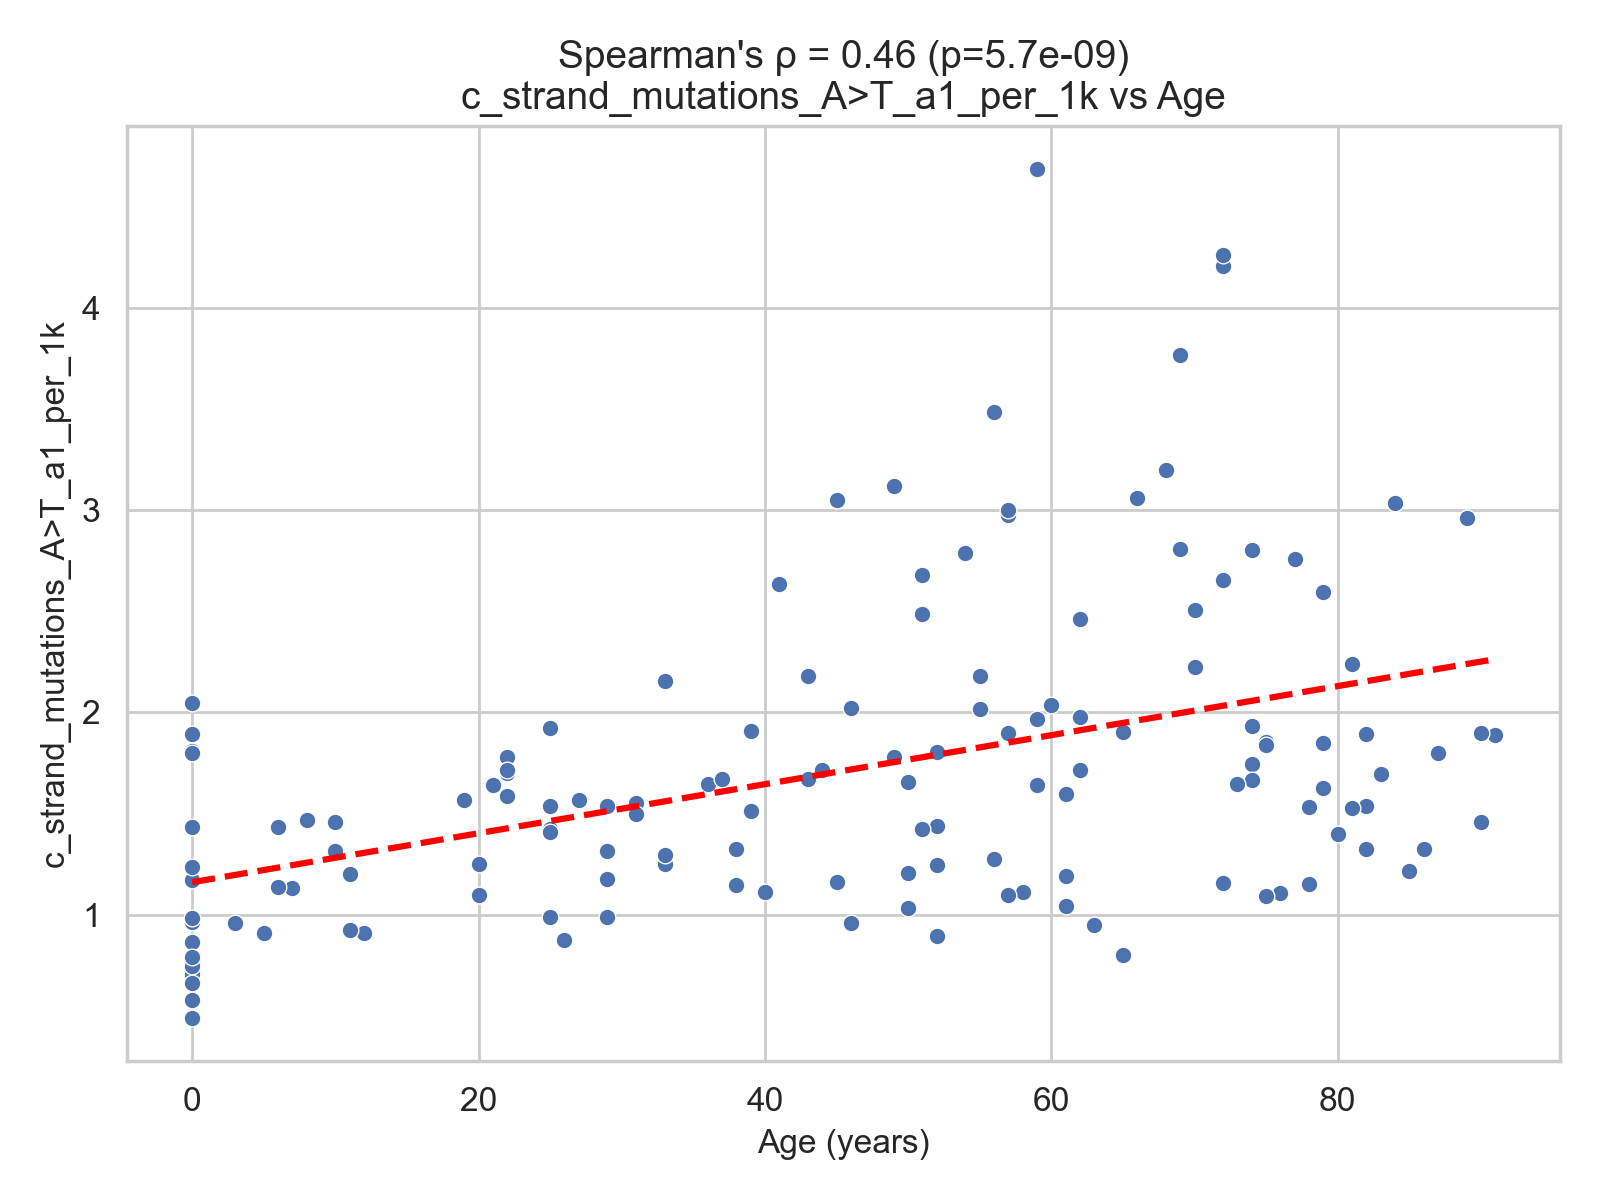 Spearman's ρ = 0.46 (p=5.7e-09)
c_strand_mutations_A>T_a1_per_1k vs Age
c_strand_mutations_A>T_a1_per_1k
4
3
2
1
0
20
40
60
80
Age (years)